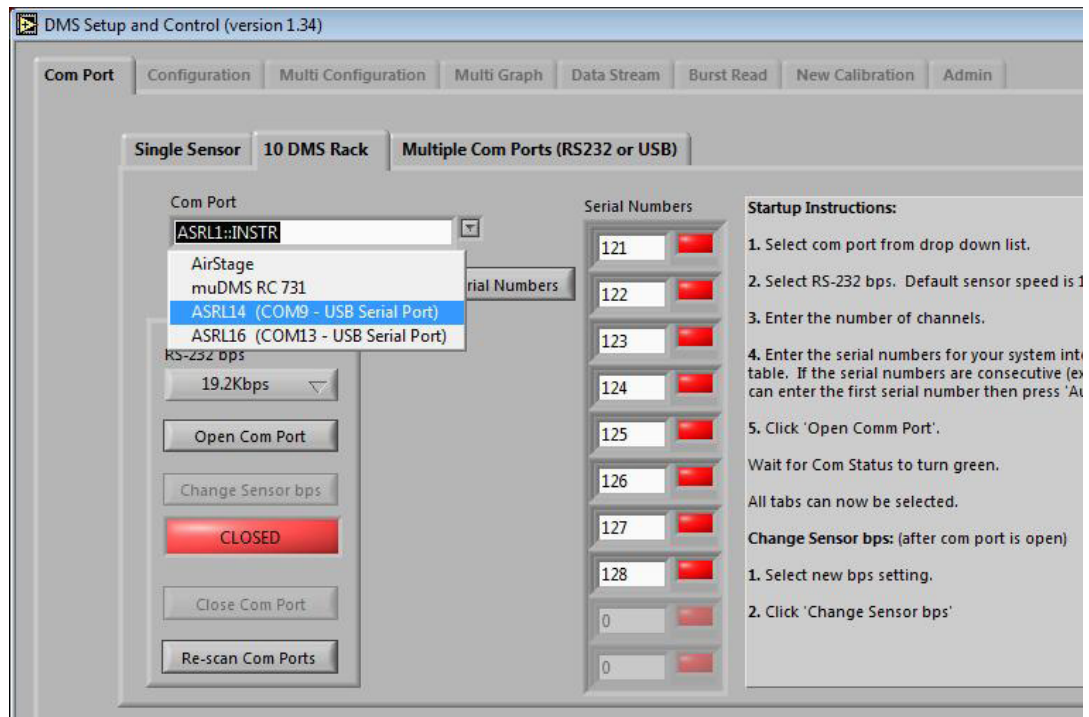 DMS Setup and Control (version 1.34)
Com Port Configuration Multi Configuration Multi Graph Data Stream Burst Read New Calibration Admin
Single Sensor 10 DMS Rack Multiple Com Ports (RS232 or USB)
Com Port
ASRL1::INSTR
AirStage
muDMS RC 731
ASRL14 (COM9 - USB Serial Port)
ASRL16 (COM13 - USB Serial Port)
Numbers
RS-232 bps
19.2Kbps
Open Com Port
Change Sensor bps
CLOSED
Close Com Port
Re-scan Com Ports
Serial Numbers
121
122
123
124
125
126
127
128
0
0
Startup Instructions:
1. Select com port from drop down list.
2. Select RS-232 bps. Default sensor speed is
3. Enter the number of channels.
4. Enter the serial numbers for your system
table. If the serial numbers are consecutive
can enter the first serial number then press
5. Click 'Open Comm Port'.
Wait for Com Status to turn green.
All tabs can now be selected.
Change Sensor bps: (after com port is open)
1. Select new bps setting.
2. Click 'Change Sensor bps'